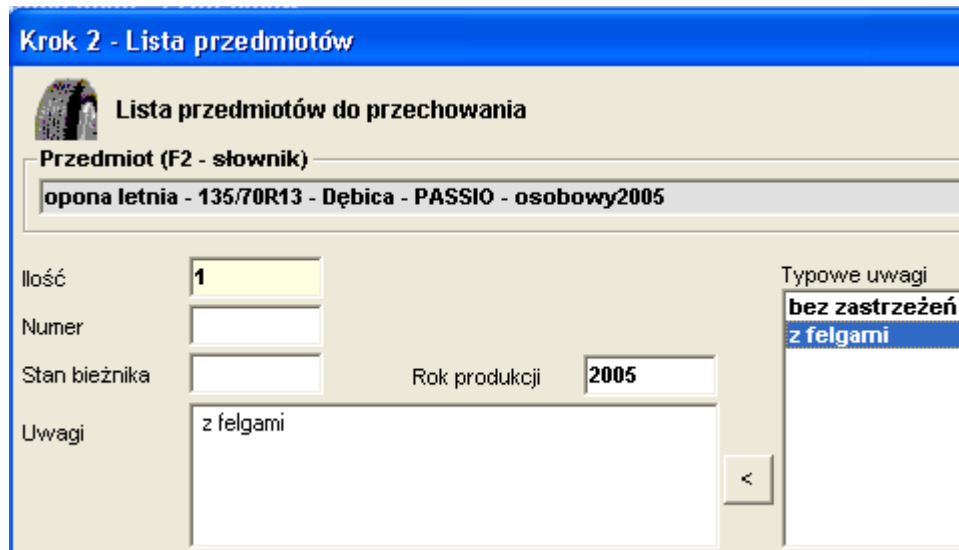 Krok 2 - Lista przedmiotów
Lista przedmiotów do przechowania
Przedmiot (F2 - słownik)
opona letnia - 135/70R13 - Dębica - PASSIO - osobowy2005
Ilość 1
Typowe uwagi
bez zastrzeżeń
z felgami
Numer
Stan bieżnika
Rok produkcji 2005
Uwagi
z felgami
<